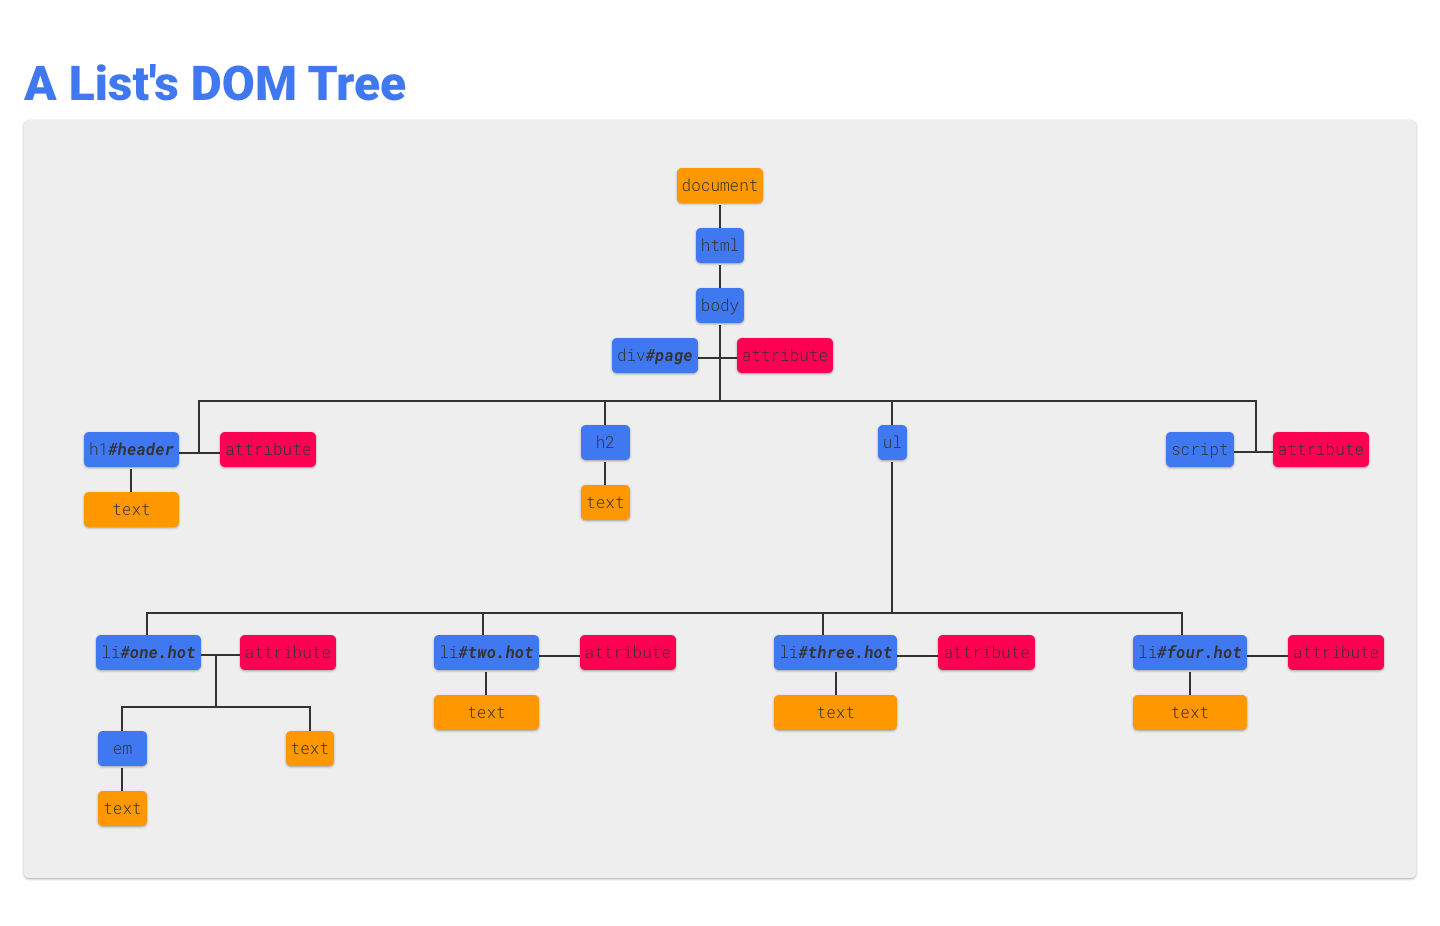 A List's DOM Tree
document
html
body
div#page attribute
h1#header attribute h2 ul script attribute
text text
li#one.hot attribute li#two.hot attribute li#three.hot attribute li#four.hot attribute
text text text
em text
text